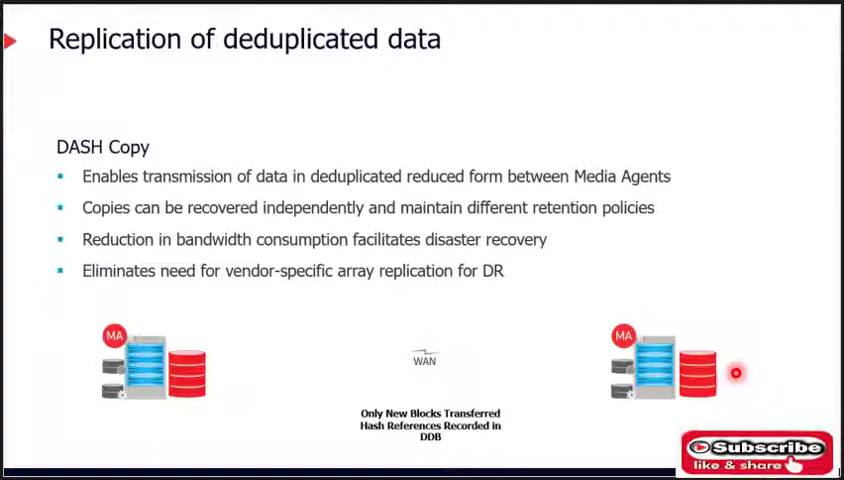 Replication of deduplicated data
DASH Copy
Enables transmission of data in deduplicated reduced form between Media Agents
Copies can be recovered independently and maintain different retention policies
Reduction in bandwidth consumption facilitates disaster recovery
Eliminates need for vendor-specific array replication for DR
MA
MA
WAN
Only New Blocks Transferred
Hash References Recorded in
DDB
Subscribe
like & share